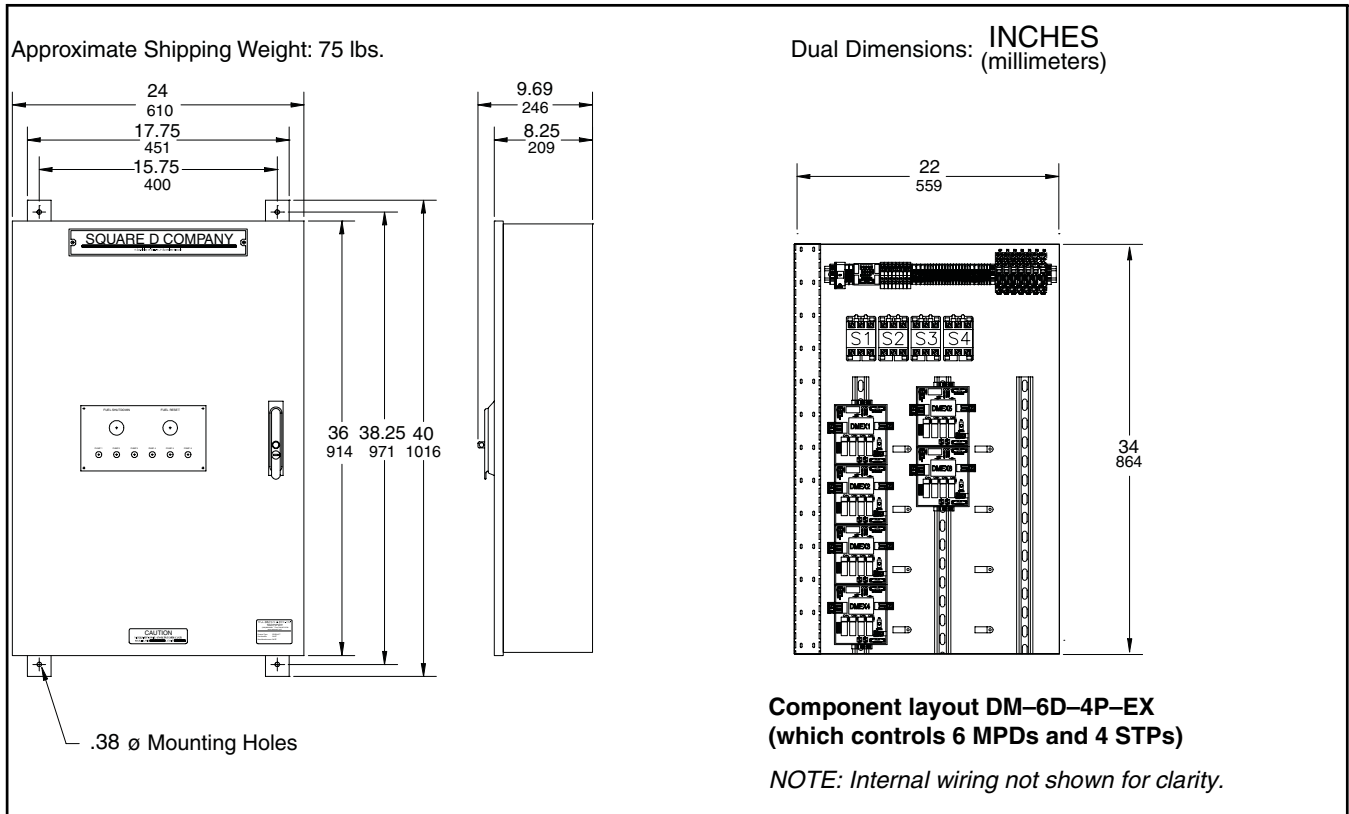 Approximate Shipping Weight: 75 lbs.
Dual Dimensions: INCHES
(millimeters)
24
610
17.75
451
15.75
400
9.69
246
8.25
209
22
559
SQUARE D COMPANY
S1 S2 S3 S4
FUEL RESET
36
914
38.25
971
40
1016
DMEX1
DMEX2
DMEX3
DMEX4
34
864
CAUTION
.38 ø Mounting Holes
Component layout DM–6D–4P–EX
(which controls 6 MPDs and 4 STPs)
NOTE: Internal wiring not shown for clarity.